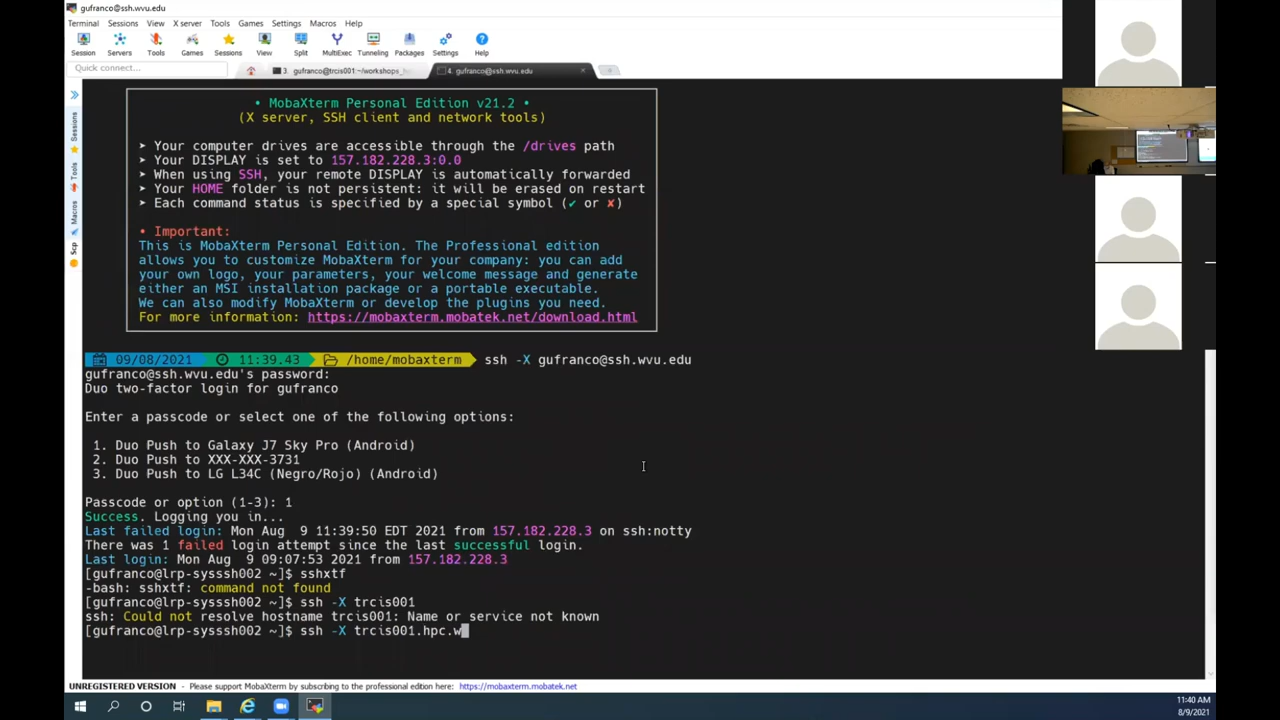 gufranco@ssh.wvu.edu
Terminal Sessions View X server Tools Games Settings Macros Help
Session Servers Tools Games Sessions View Split MultiExec Tunneling Packages Settings Help
Quick connect...
3. gufranco@trcis001:~/workshops_
4. gufranco@ssh.wvu.edu
Sessions
Tools
Macros
Scp
• MobaXterm Personal Edition v21.2 •
(X server, SSH client and network tools)
➤ Your computer drives are accessible through the /drives path
➤ Your DISPLAY is set to 157.182.228.3:0.0
➤ When using SSH, your remote DISPLAY is automatically forwarded
➤ Your HOME folder is not persistent: it will be erased on restart
➤ Each command status is specified by a special symbol (✔ or ✘)
• Important:
This is MobaXterm Personal Edition. The Professional edition
allows you to customize MobaXterm for your company: you can add
your own logo, your parameters, your welcome message and generate
either an MSI installation package or a portable executable.
We can also modify MobaXterm or develop the plugins you need.
For more information: https://mobaxterm.mobatek.net/download.html
09/08/2021 11:39.43 /home/mobaxterm ssh -X gufranco@ssh.wvu.edu
gufranco@ssh.wvu.edu's password:
Duo two-factor login for gufranco
Enter a passcode or select one of the following options:
1. Duo Push to Galaxy J7 Sky Pro (Android)
2. Duo Push to XXX-XXX-3731
3. Duo Push to LG L34C (Negro/Rojo) (Android)
Passcode or option (1-3): 1
Success. Logging you in...
Last failed login: Mon Aug 9 11:39:50 EDT 2021 from 157.182.228.3 on ssh:notty
There was 1 failed login attempt since the last successful login.
Last login: Mon Aug 9 09:07:53 2021 from 157.182.228.3
[gufranco@lrp-sysssh002 ~]$ sshxtf
-bash: sshxtf: command not found
[gufranco@lrp-sysssh002 ~]$ ssh -X trcis001
ssh: Could not resolve hostname trcis001: Name or service not known
[gufranco@lrp-sysssh002 ~]$ ssh -X trcis001.hpc.w
UNREGISTERED VERSION - Please support MobaXterm by subscribing to the professional edition here: https://mobaxterm.mobatek.net
11:40 AM
8/9/2021